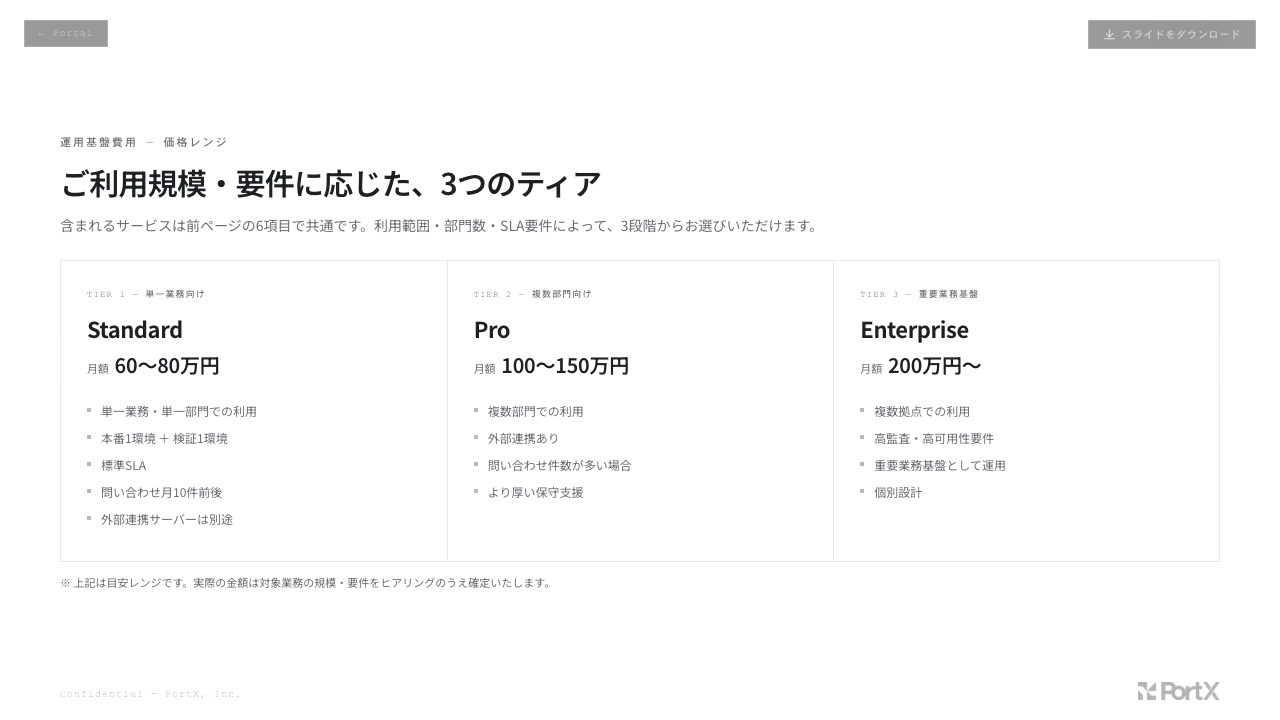 ← Portal
スライドをダウンロード
運用基盤費用 — 価格レンジ
ご利用規模・要件に応じた、3つのティア
含まれるサービスは前ページの6項目で共通です。利用範囲・部門数・SLA要件によって、3段階からお選びいただけます。
TIER 1 — 単一業務向け
Standard
月額 60〜80万円
単一業務・単一部門での利用
本番1環境 ＋ 検証1環境
標準SLA
問い合わせ月10件前後
外部連携サーバーは別途
TIER 2 — 複数部門向け
Pro
月額 100〜150万円
複数部門での利用
外部連携あり
問い合わせ件数が多い場合
より厚い保守支援
TIER 3 — 重要業務基盤
Enterprise
月額 200万円〜
複数拠点での利用
高監査・高可用性要件
重要業務基盤として運用
個別設計
※ 上記は目安レンジです。実際の金額は対象業務の規模・要件をヒアリングのうえ確定いたします。
Confidential — PortX, Inc.
PortX